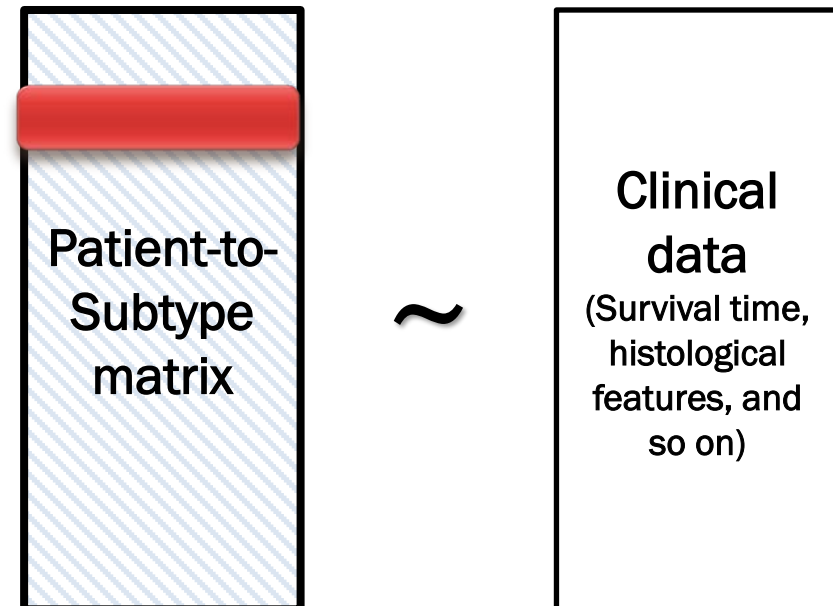 Patient-to-
Subtype
matrix
~
Clinical
data
(Survival time,
histological
features, and
so on)